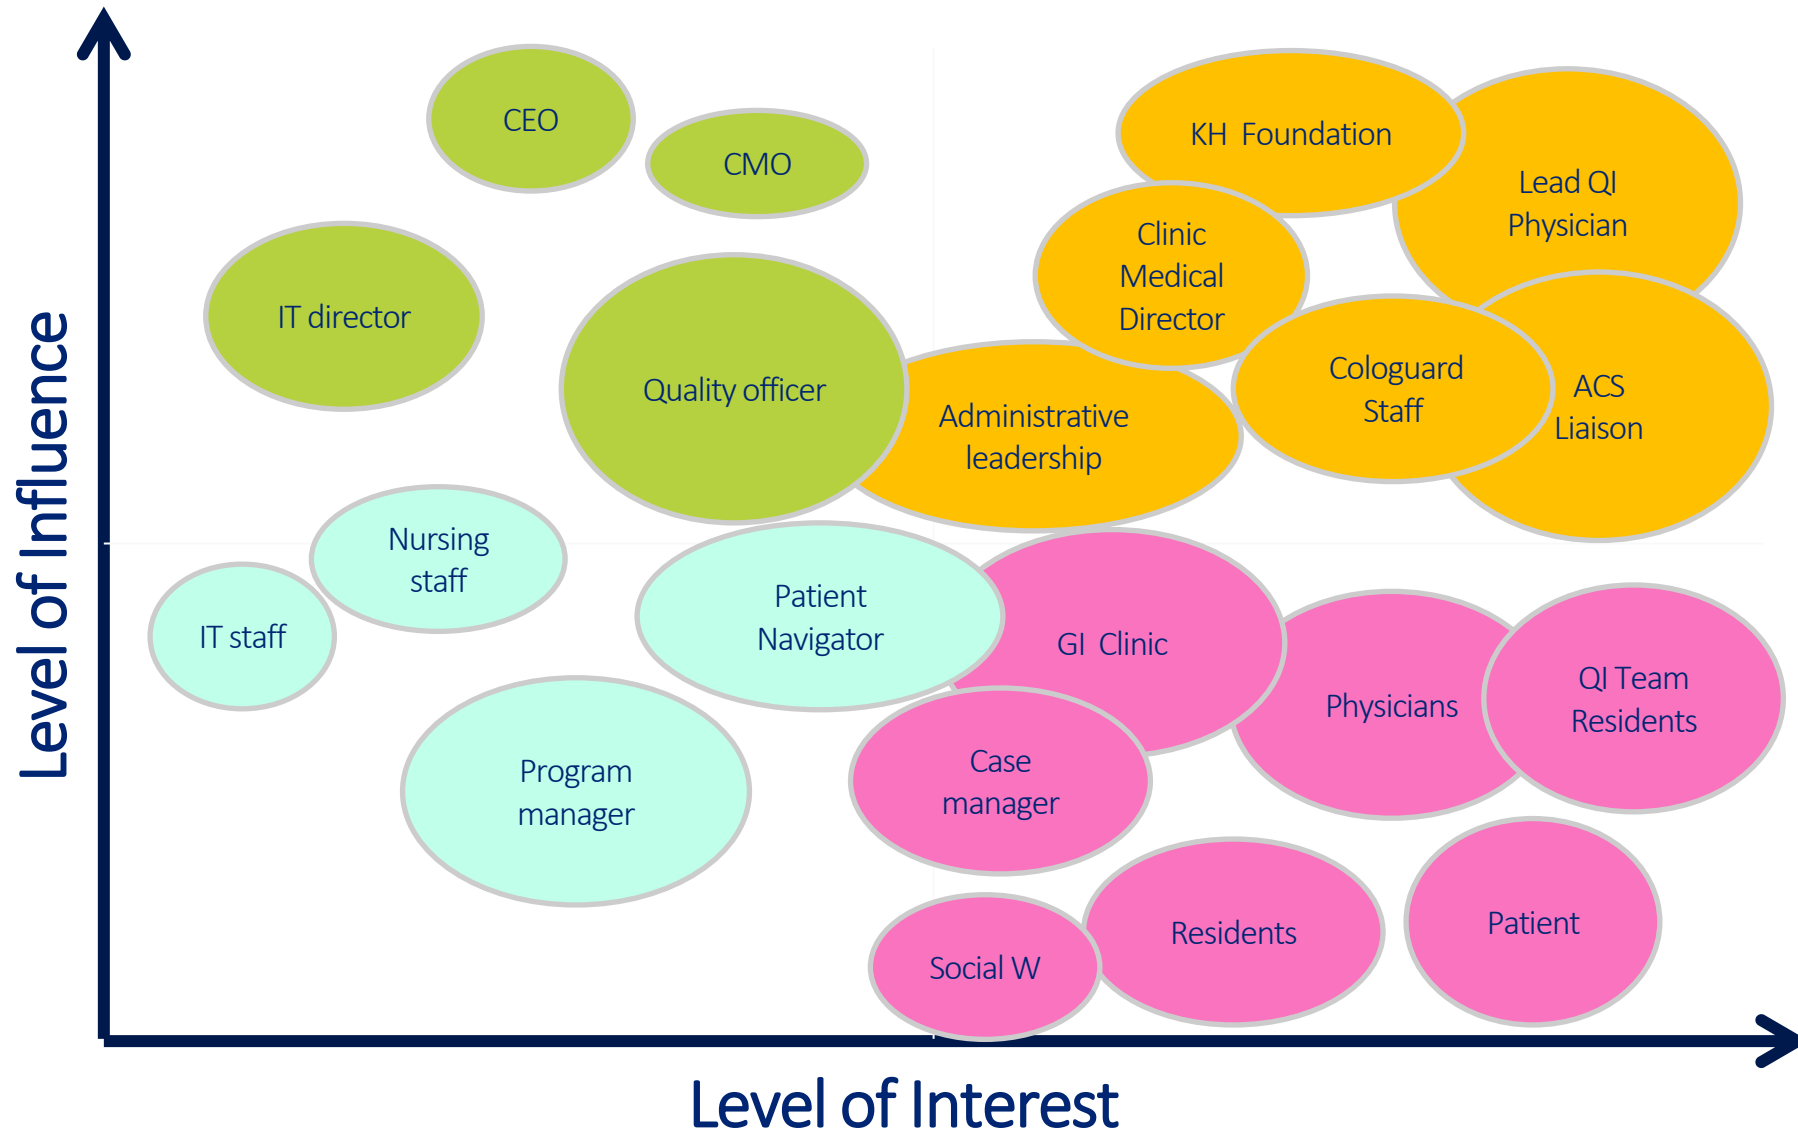 CEO
CMO
KH  Foundation
Lead QI
Physician
Clinic
Medical
Director
IT director
Quality officer
Administrative
leadership
Cologuard
Staff
ACS
Liaison
Nursing
staff
IT staff
Patient
Navigator
GI  Clinic
Physicians
QI Team
Residents
Program
manager
Case
manager
Social W
Residents
Patient
Level of Influence
Level of Interest